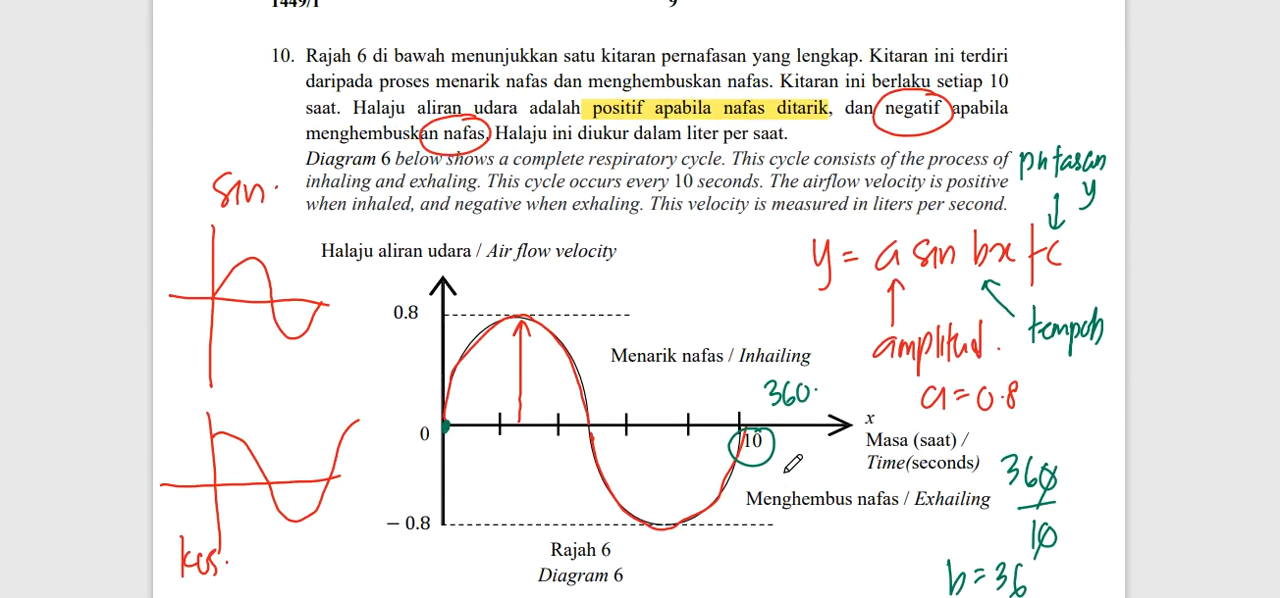 1449/1
9
10. Rajah 6 di bawah menunjukkan satu kitaran pernafasan yang lengkap. Kitaran ini terdiri
daripada proses menarik nafas dan menghembuskan nafas. Kitaran ini berlaku setiap 10
saat. Halaju aliran udara adalah positif apabila nafas ditarik, dan negatif apabila
menghembuskan nafas. Halaju ini diukur dalam liter per saat.
Diagram 6 below shows a complete respiratory cycle. This cycle consists of the process of
inhaling and exhaling. This cycle occurs every 10 seconds. The airflow velocity is positive
when inhaled, and negative when exhaling. This velocity is measured in liters per second.
sin.
pntasan
y
Halaju aliran udara / Air flow velocity
y = a sin bx + c
0.8
amplitud.
tempoh
Menarik nafas / Inhailing
360.
a = 0.8
0
10
x
Masa (saat) /
Time(seconds)
360
10
Menghembus nafas / Exhailing
– 0.8
kos.
Rajah 6
Diagram 6
b = 36